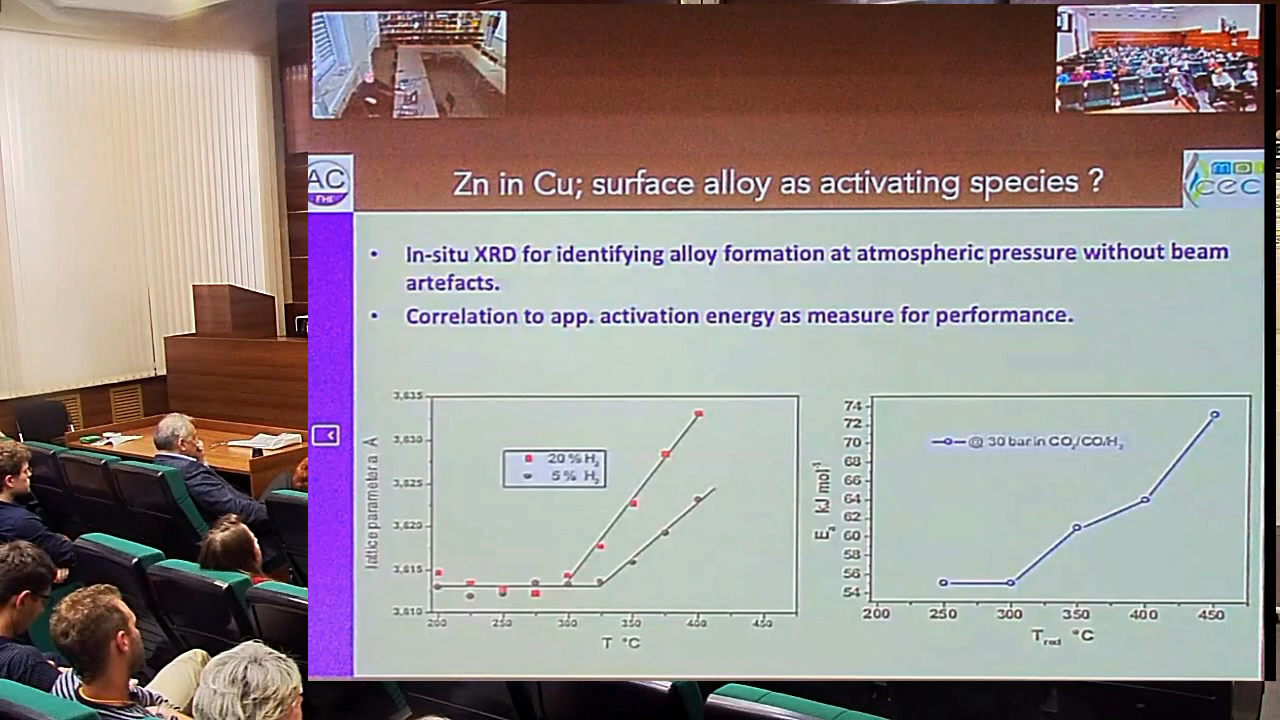 AC
FHI
Zn in Cu; surface alloy as activating species ?
cec
• In-situ XRD for identifying alloy formation at atmospheric pressure without beam
artefacts.
• Correlation to app. activation energy as measure for performance.
3,635
3,630
3,625
3,620
3,615
3,610
lattice parameter a Å
20 % H₂
5 % H₂
200 250 300 350 400 450
T °C
74
72
70
68
66
64
62
60
58
56
54
Eₐ kJ mol⁻¹
@ 30 bar in CO₂/CO/H₂
200 250 300 350 400 450
T_red °C